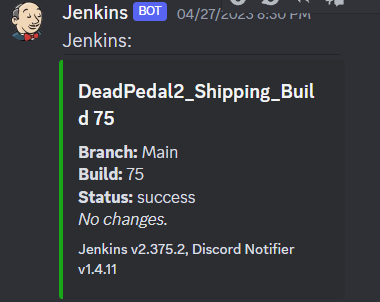 Jenkins BOT 04/27/2023 8:30 PM
Jenkins:
DeadPedal2_Shipping_Buil
d 75
Branch: Main
Build: 75
Status: success
No changes.
Jenkins v2.375.2, Discord Notifier
v1.4.11